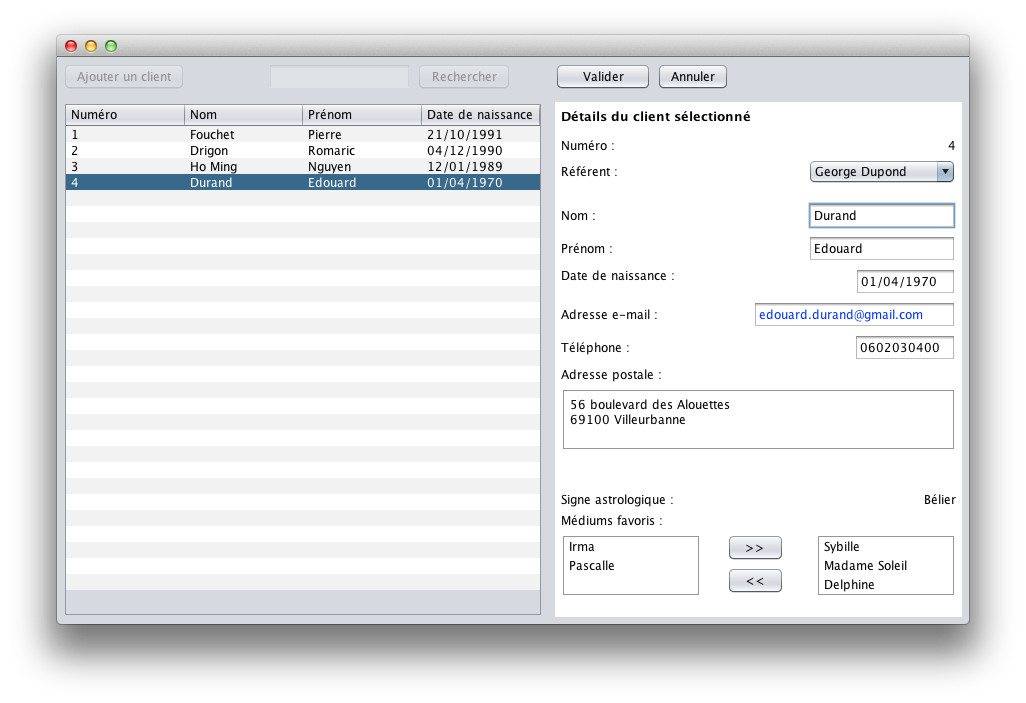 Ajouter un client Rechercher Valider Annuler
Numéro Nom Prénom Date de naissance
1 Fouchet Pierre 21/10/1991
2 Drigon Romaric 04/12/1990
3 Ho Ming Nguyen 12/01/1989
4 Durand Edouard 01/04/1970
Détails du client sélectionné
Numéro : 4
Référent : George Dupond
Nom : Durand
Prénom : Edouard
Date de naissance : 01/04/1970
Adresse e-mail : edouard.durand@gmail.com
Téléphone : 0602030400
Adresse postale :
56 boulevard des Alouettes
69100 Villeurbanne
Signe astrologique : Bélier
Médiums favoris :
Irma >> Sybille
Pascalle Madame Soleil
<< Delphine